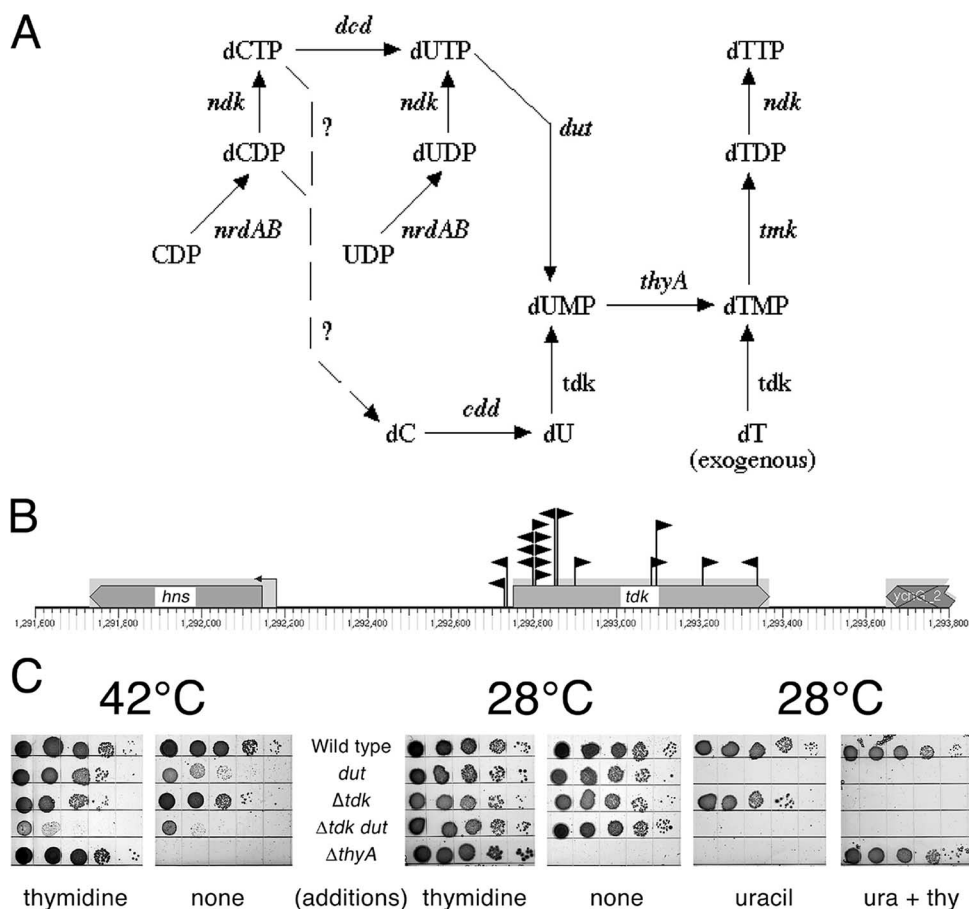 A
dCTP
dcd
dUTP
dTTP
ndk
ndk
ndk
?
dut
dCDP
dUDP
dTDP
nrdAB
nrdAB
tmk
CDP
UDP
dUMP
thyA
dTMP
?
tdk
tdk
dC
cdd
dU
dT
(exogenous)
B
hns
tdk
1,291,600
1,291,800
1,292,000
1,292,200
1,292,400
1,292,600
1,292,800
1,293,000
1,293,200
1,293,400
1,293,600
1,293,800
C
42°C
28°C
28°C
Wild type
dut
Δtdk
Δtdk dut
ΔthyA
thymidine
none
(additions)
thymidine
none
uracil
ura + thy